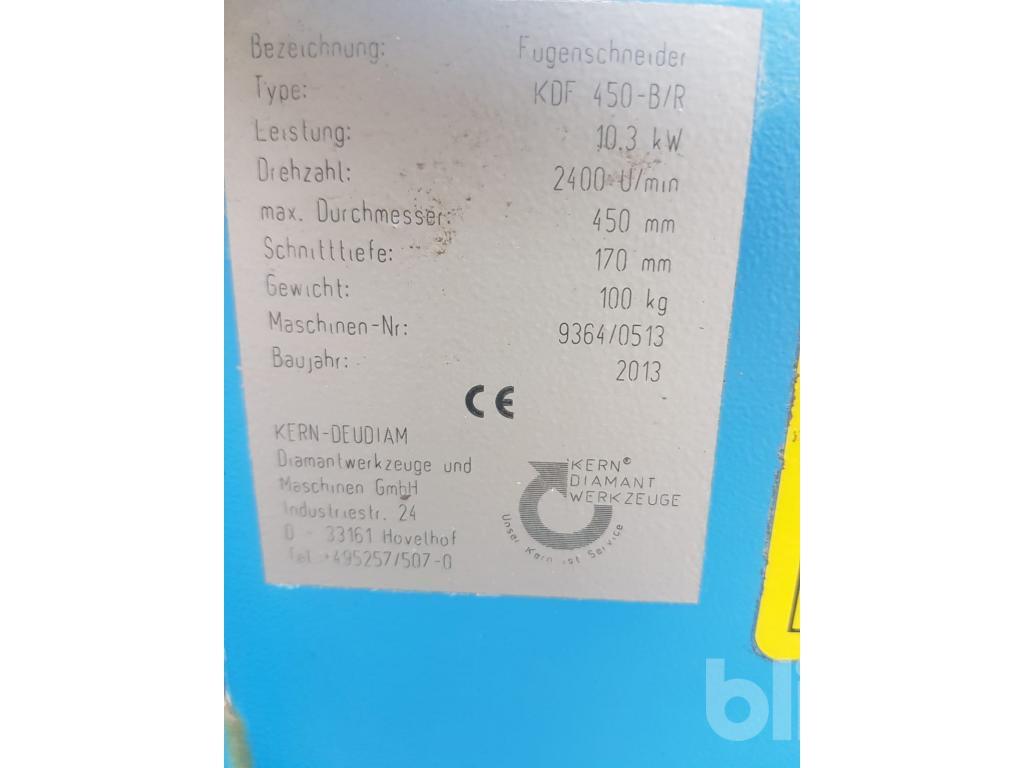 Bezeichnung: Fugenschneider
Type: KDF 450-B/R
Leistung: 10.3 kW
Drehzahl: 2400 U/min
max. Durchmesser: 450 mm
Schnitttiefe: 170 mm
Gewicht: 100 kg
Maschinen-Nr: 9364/0513
Baujahr: 2013
CE
KERN-DEUDIAM
Diamantwerkzeuge und
Maschinen GmbH
Industriestr. 24
D - 33161 Hovelhof
Tel. +495257/507-0
KERN®
DIAMANT
WERKZEUGE
Unser Kern ist Service